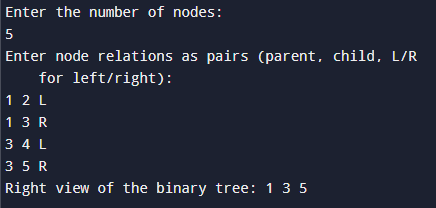 Enter the number of nodes:
5
Enter node relations as pairs (parent, child, L/R
for left/right):
1 2 L
1 3 R
3 4 L
3 5 R
Right view of the binary tree: 1 3 5